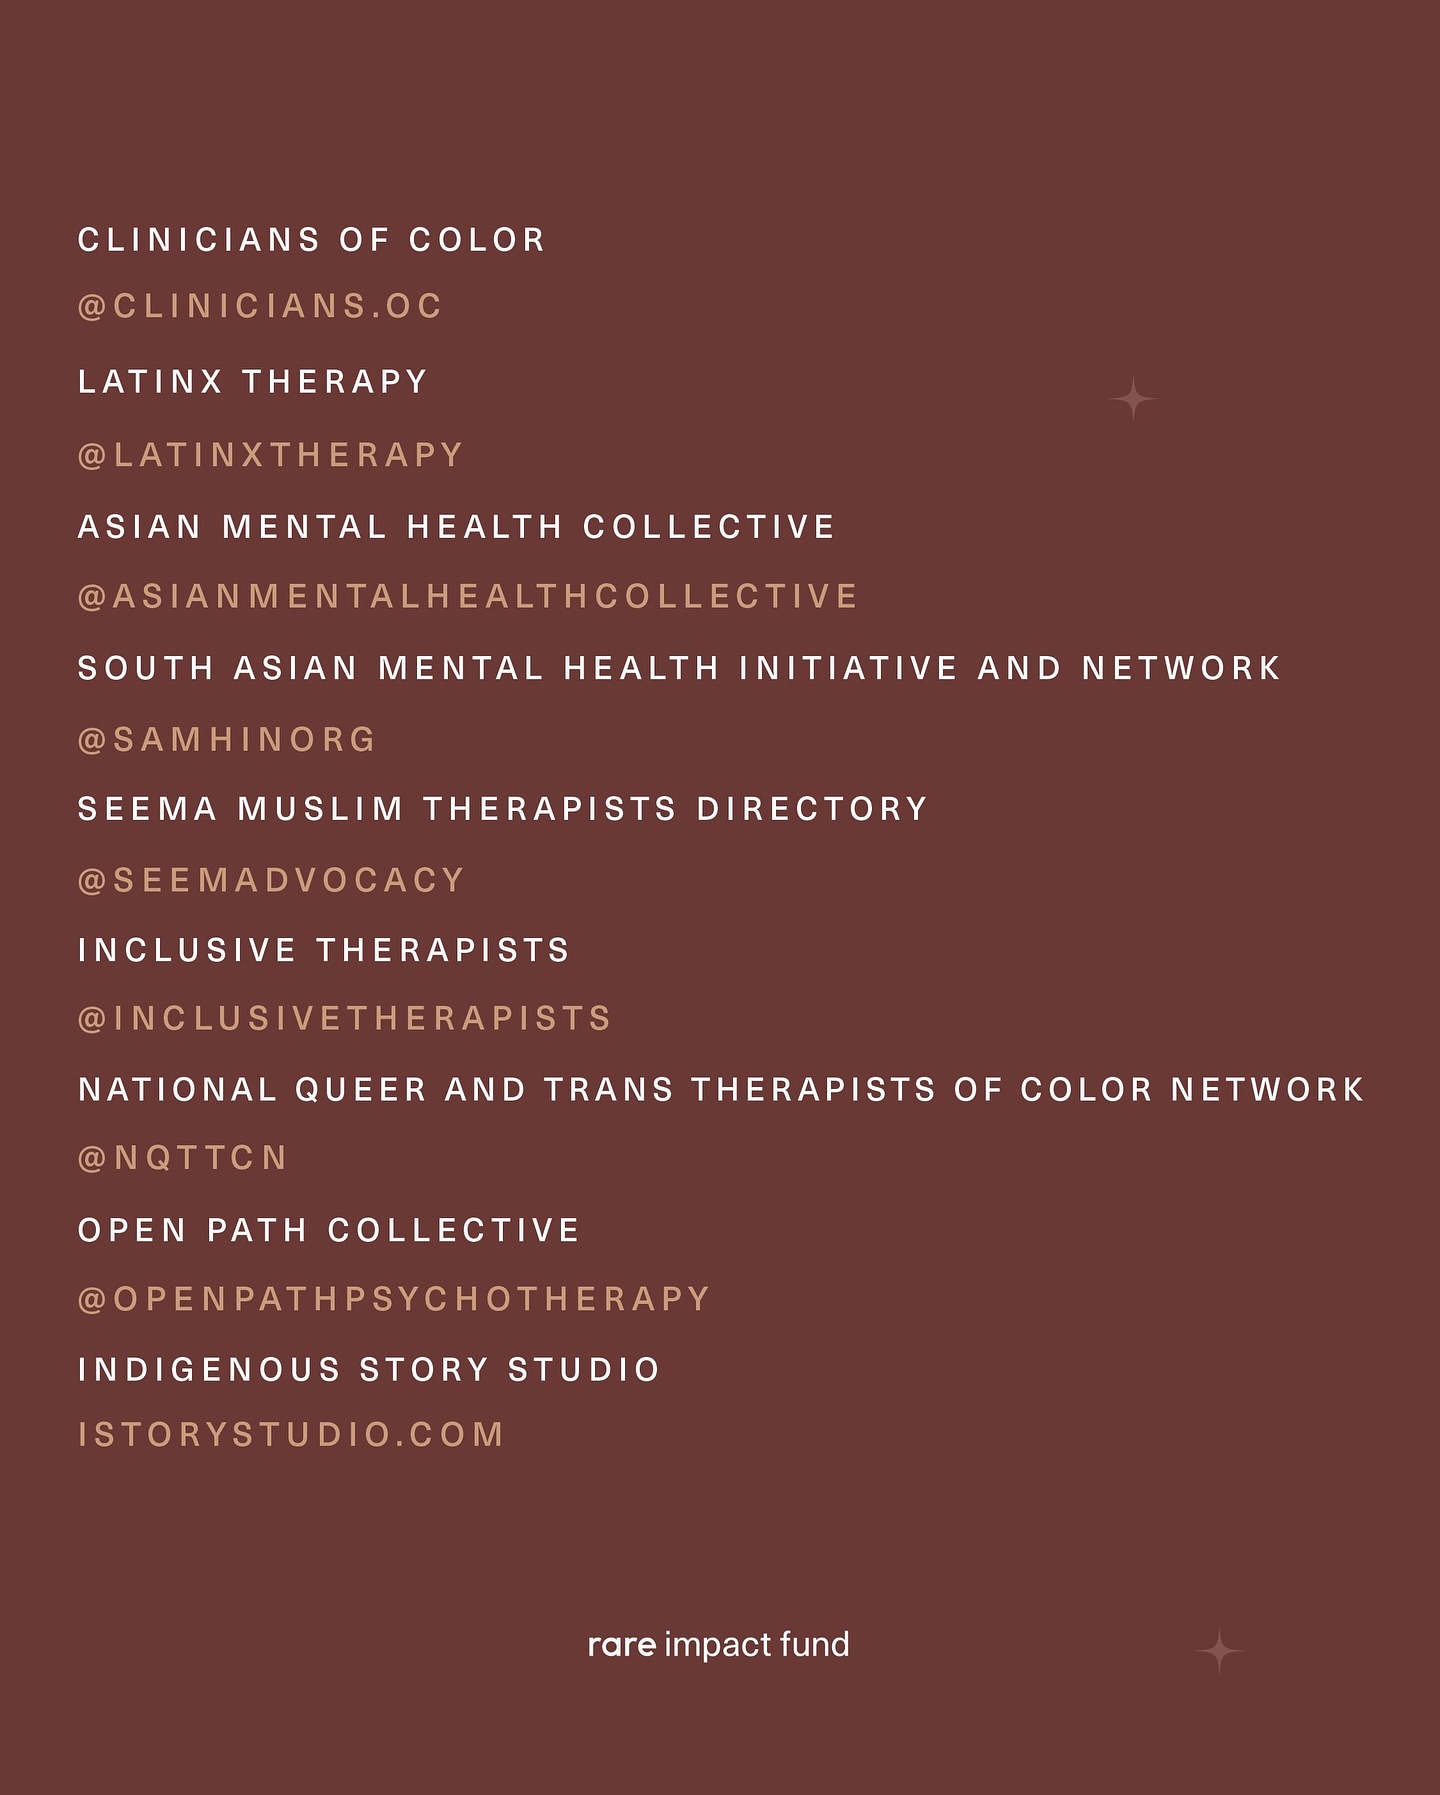 CLINICIANS OF COLOR
@CLINICIANS.OC
LATINX THERAPY
@LATINXTHERAPY
ASIAN MENTAL HEALTH COLLECTIVE
@ASIANMENTALHEALTHCOLLECTIVE
SOUTH ASIAN MENTAL HEALTH INITIATIVE AND NETWORK
@SAMHINORG
SEEMA MUSLIM THERAPISTS DIRECTORY
@SEEMADVOCACY
INCLUSIVE THERAPISTS
@INCLUSIVETHERAPISTS
NATIONAL QUEER AND TRANS THERAPISTS OF COLOR NETWORK
@NQTTCN
OPEN PATH COLLECTIVE
@OPENPATHPSYCHOTHERAPY
INDIGENOUS STORY STUDIO
ISTORYSTUDIO.COM
rare impact fund